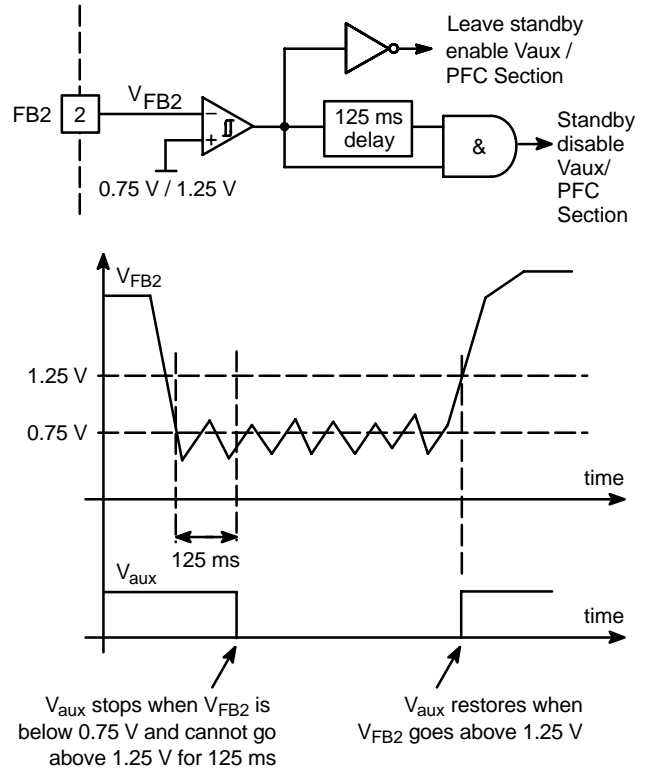 Leave standby
enable Vaux /
PFC Section
FB2
2
VFB2
−
+
0.75 V / 1.25 V
125 ms
delay
&
Standby
disable
Vaux/
PFC
Section
VFB2
1.25 V
0.75 V
time
125 ms
Vaux
time
Vaux stops when VFB2 is
below 0.75 V and cannot go
above 1.25 V for 125 ms
Vaux restores when
VFB2 goes above 1.25 V